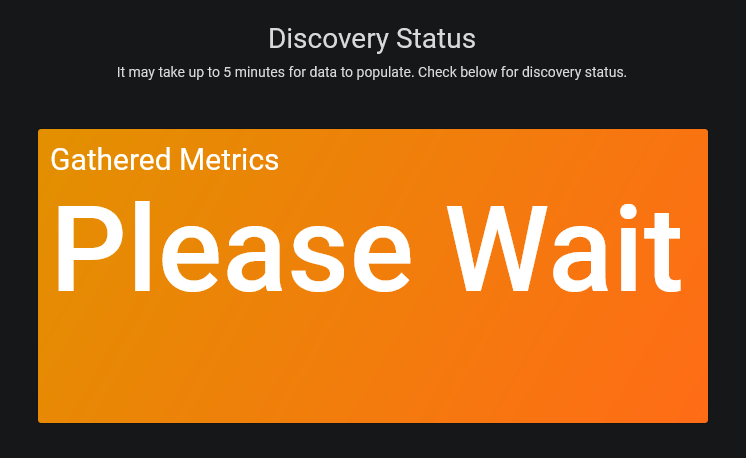 Discovery Status
It may take up to 5 minutes for data to populate. Check below for discovery status.
Gathered Metrics
Please Wait